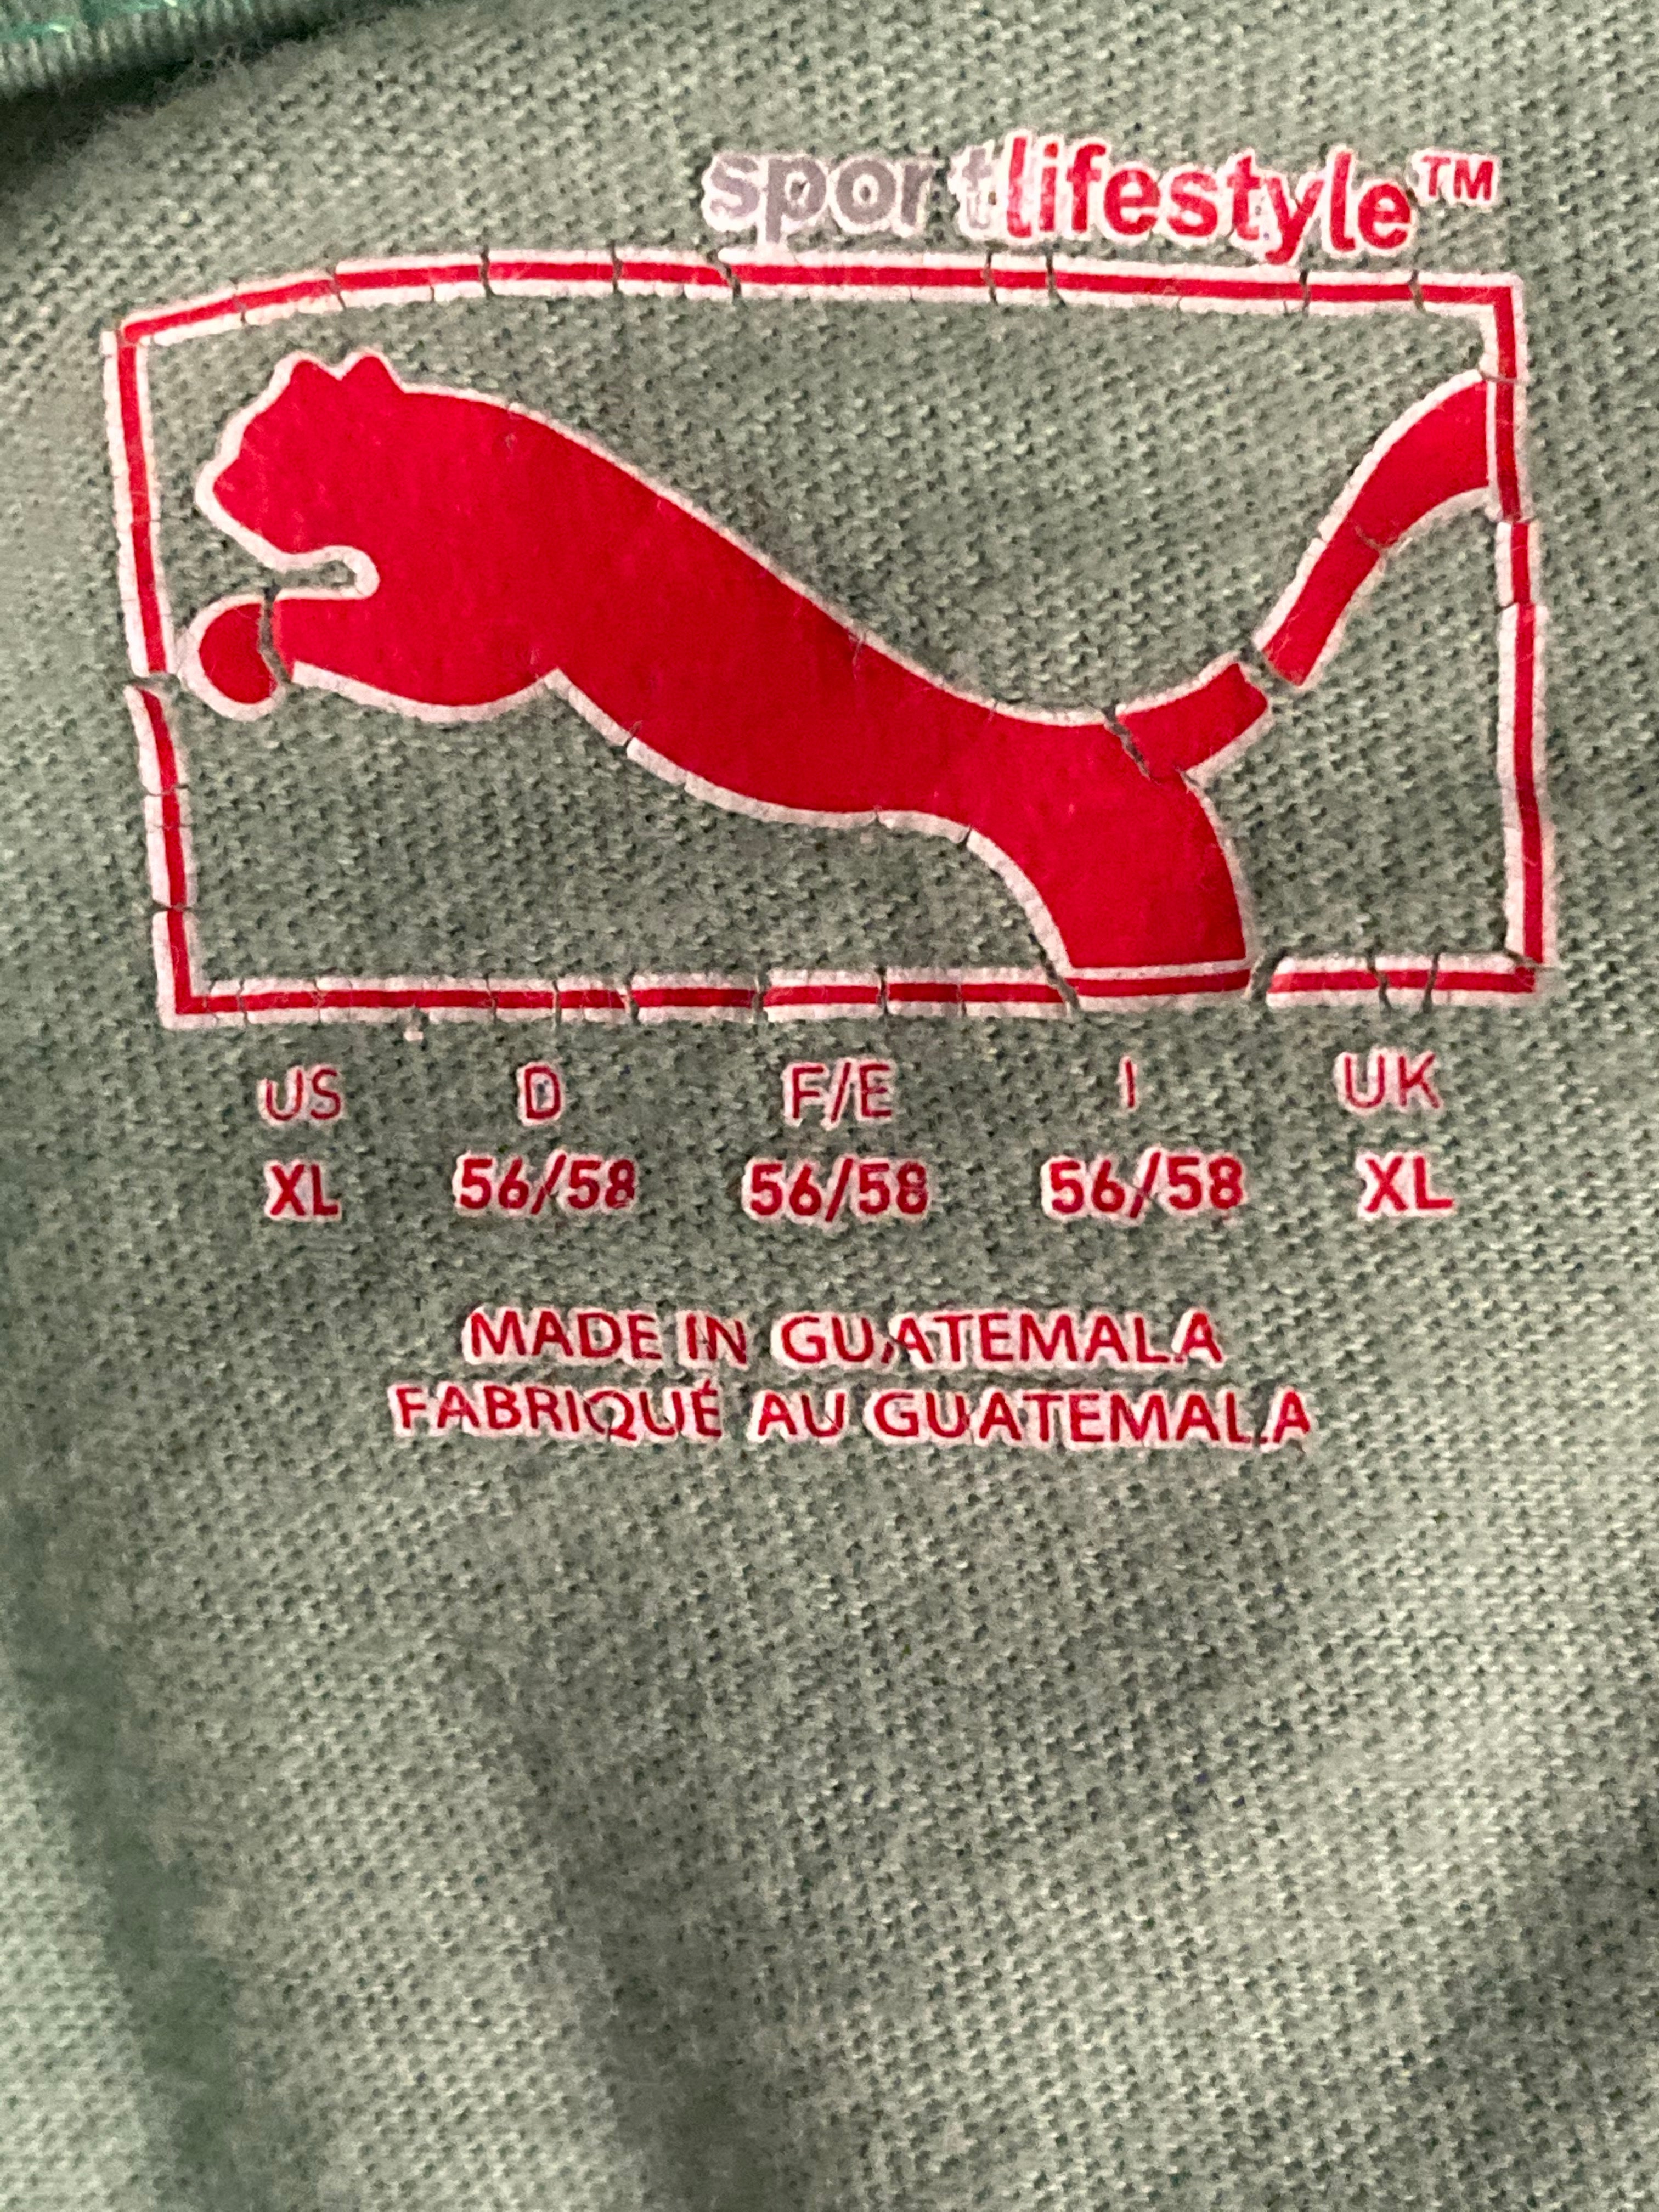 sportlifestyle™
US D F/E I UK
XL 56/58 56/58 56/58 XL
MADE IN GUATEMALA
FABRIQUÉ AU GUATEMALA